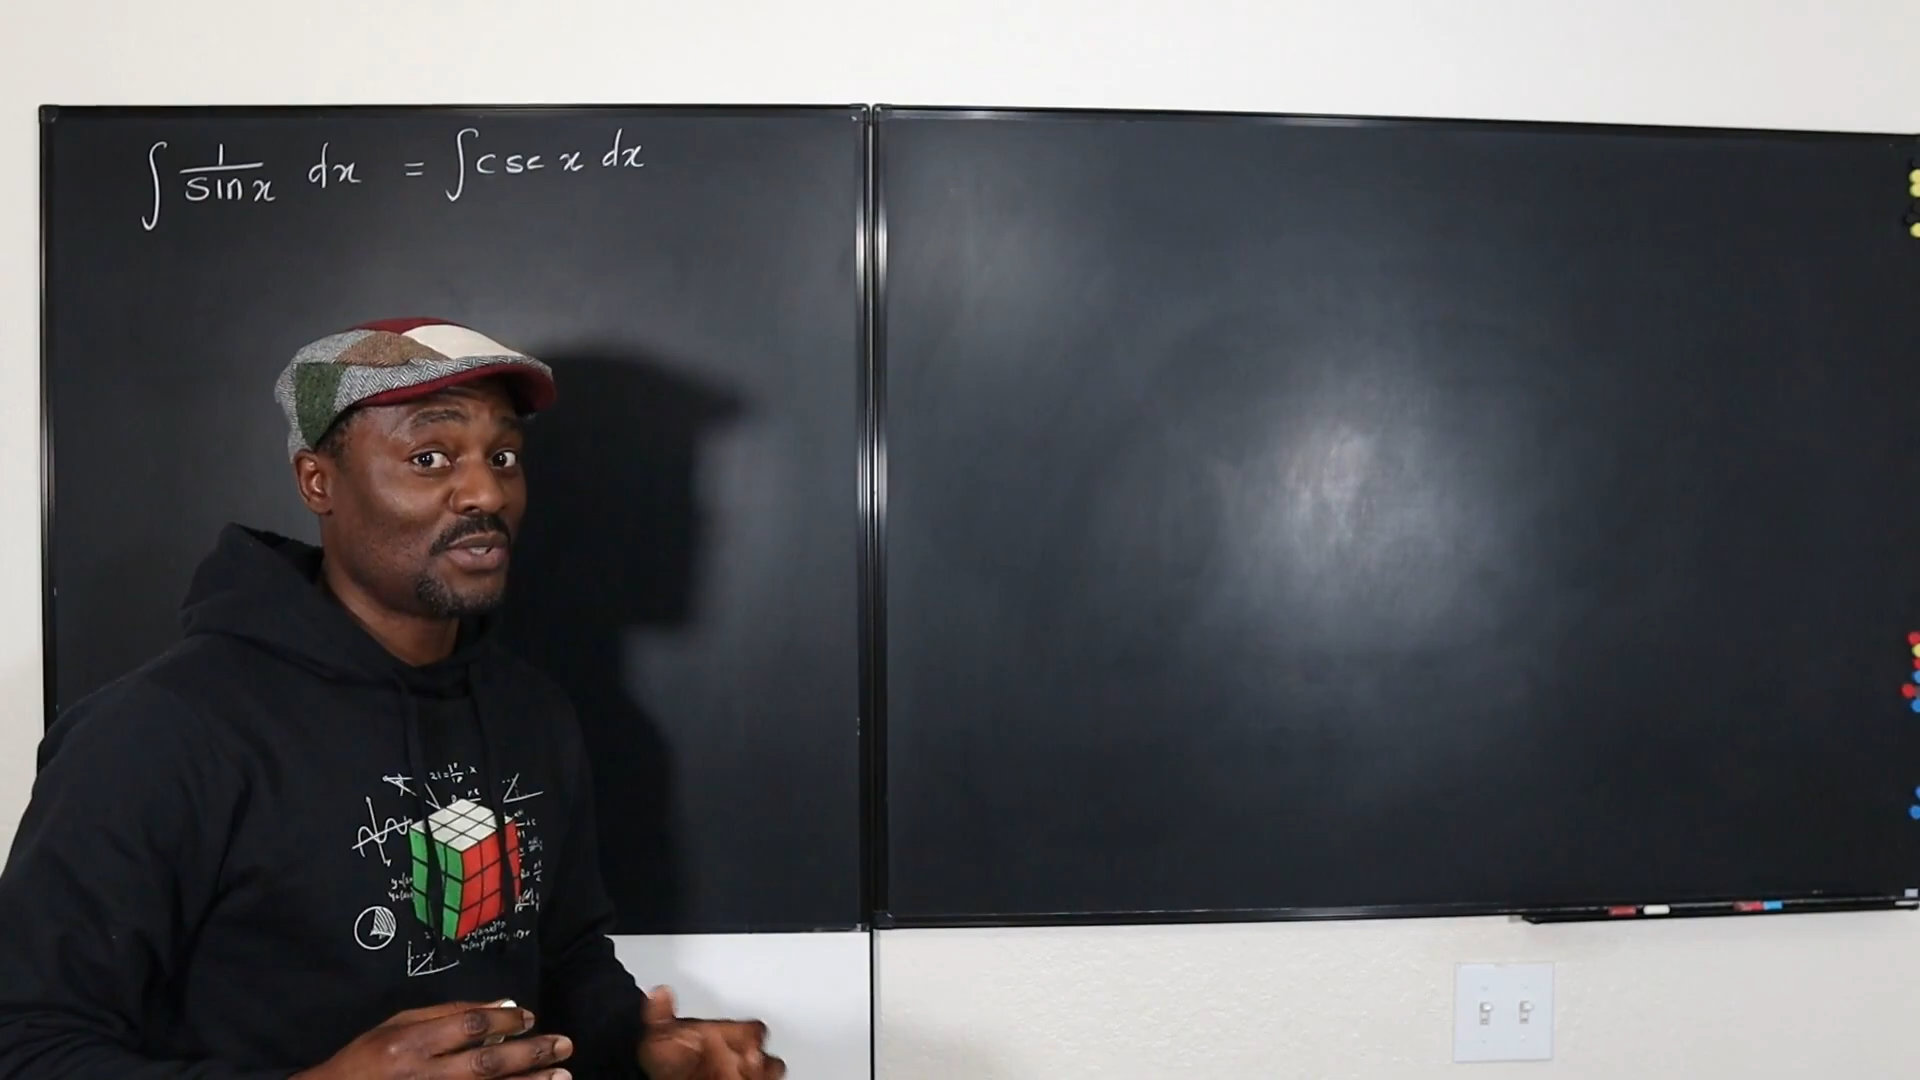 ∫ 1/sin x dx = ∫ csc x dx